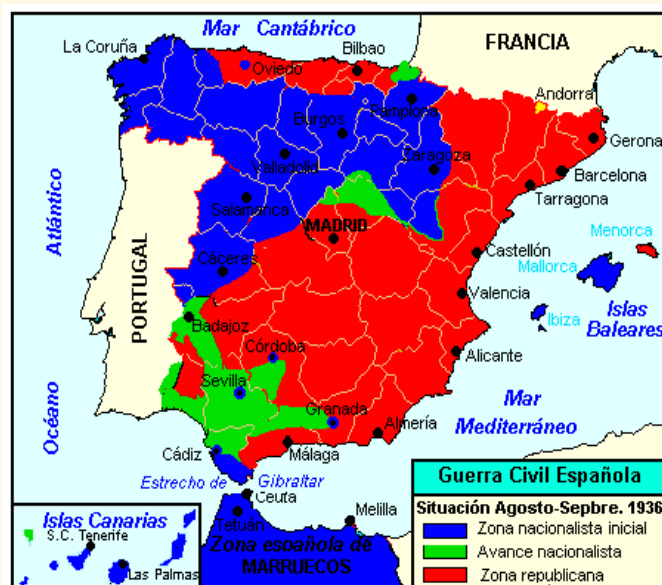 Mar Cantábrico
La Coruña
Bilbao
FRANCIA
Oviedo
Andorra
Pamplona
Burgos
Gerona
Valladolid
Zaragoza
Barcelona
Tarragona
Salamanca
Atlántico
MADRID
Menorca
Castellón
Mallorca
Cáceres
PORTUGAL
Valencia
Islas
Baleares
Ibiza
Badajoz
Córdoba
Alicante
Sevilla
Mar
Mediterráneo
Océano
Granada
Almería
Cádiz
Málaga
Estrecho de Gibraltar
Ceuta
Tetuán
Melilla
Zona española de
MARRUECOS
Islas Canarias
S.C. Tenerife
Las Palmas
Guerra Civil Española
Situación Agosto-Sepbre. 1936
Zona nacionalista inicial
Avance nacionalista
Zona republicana